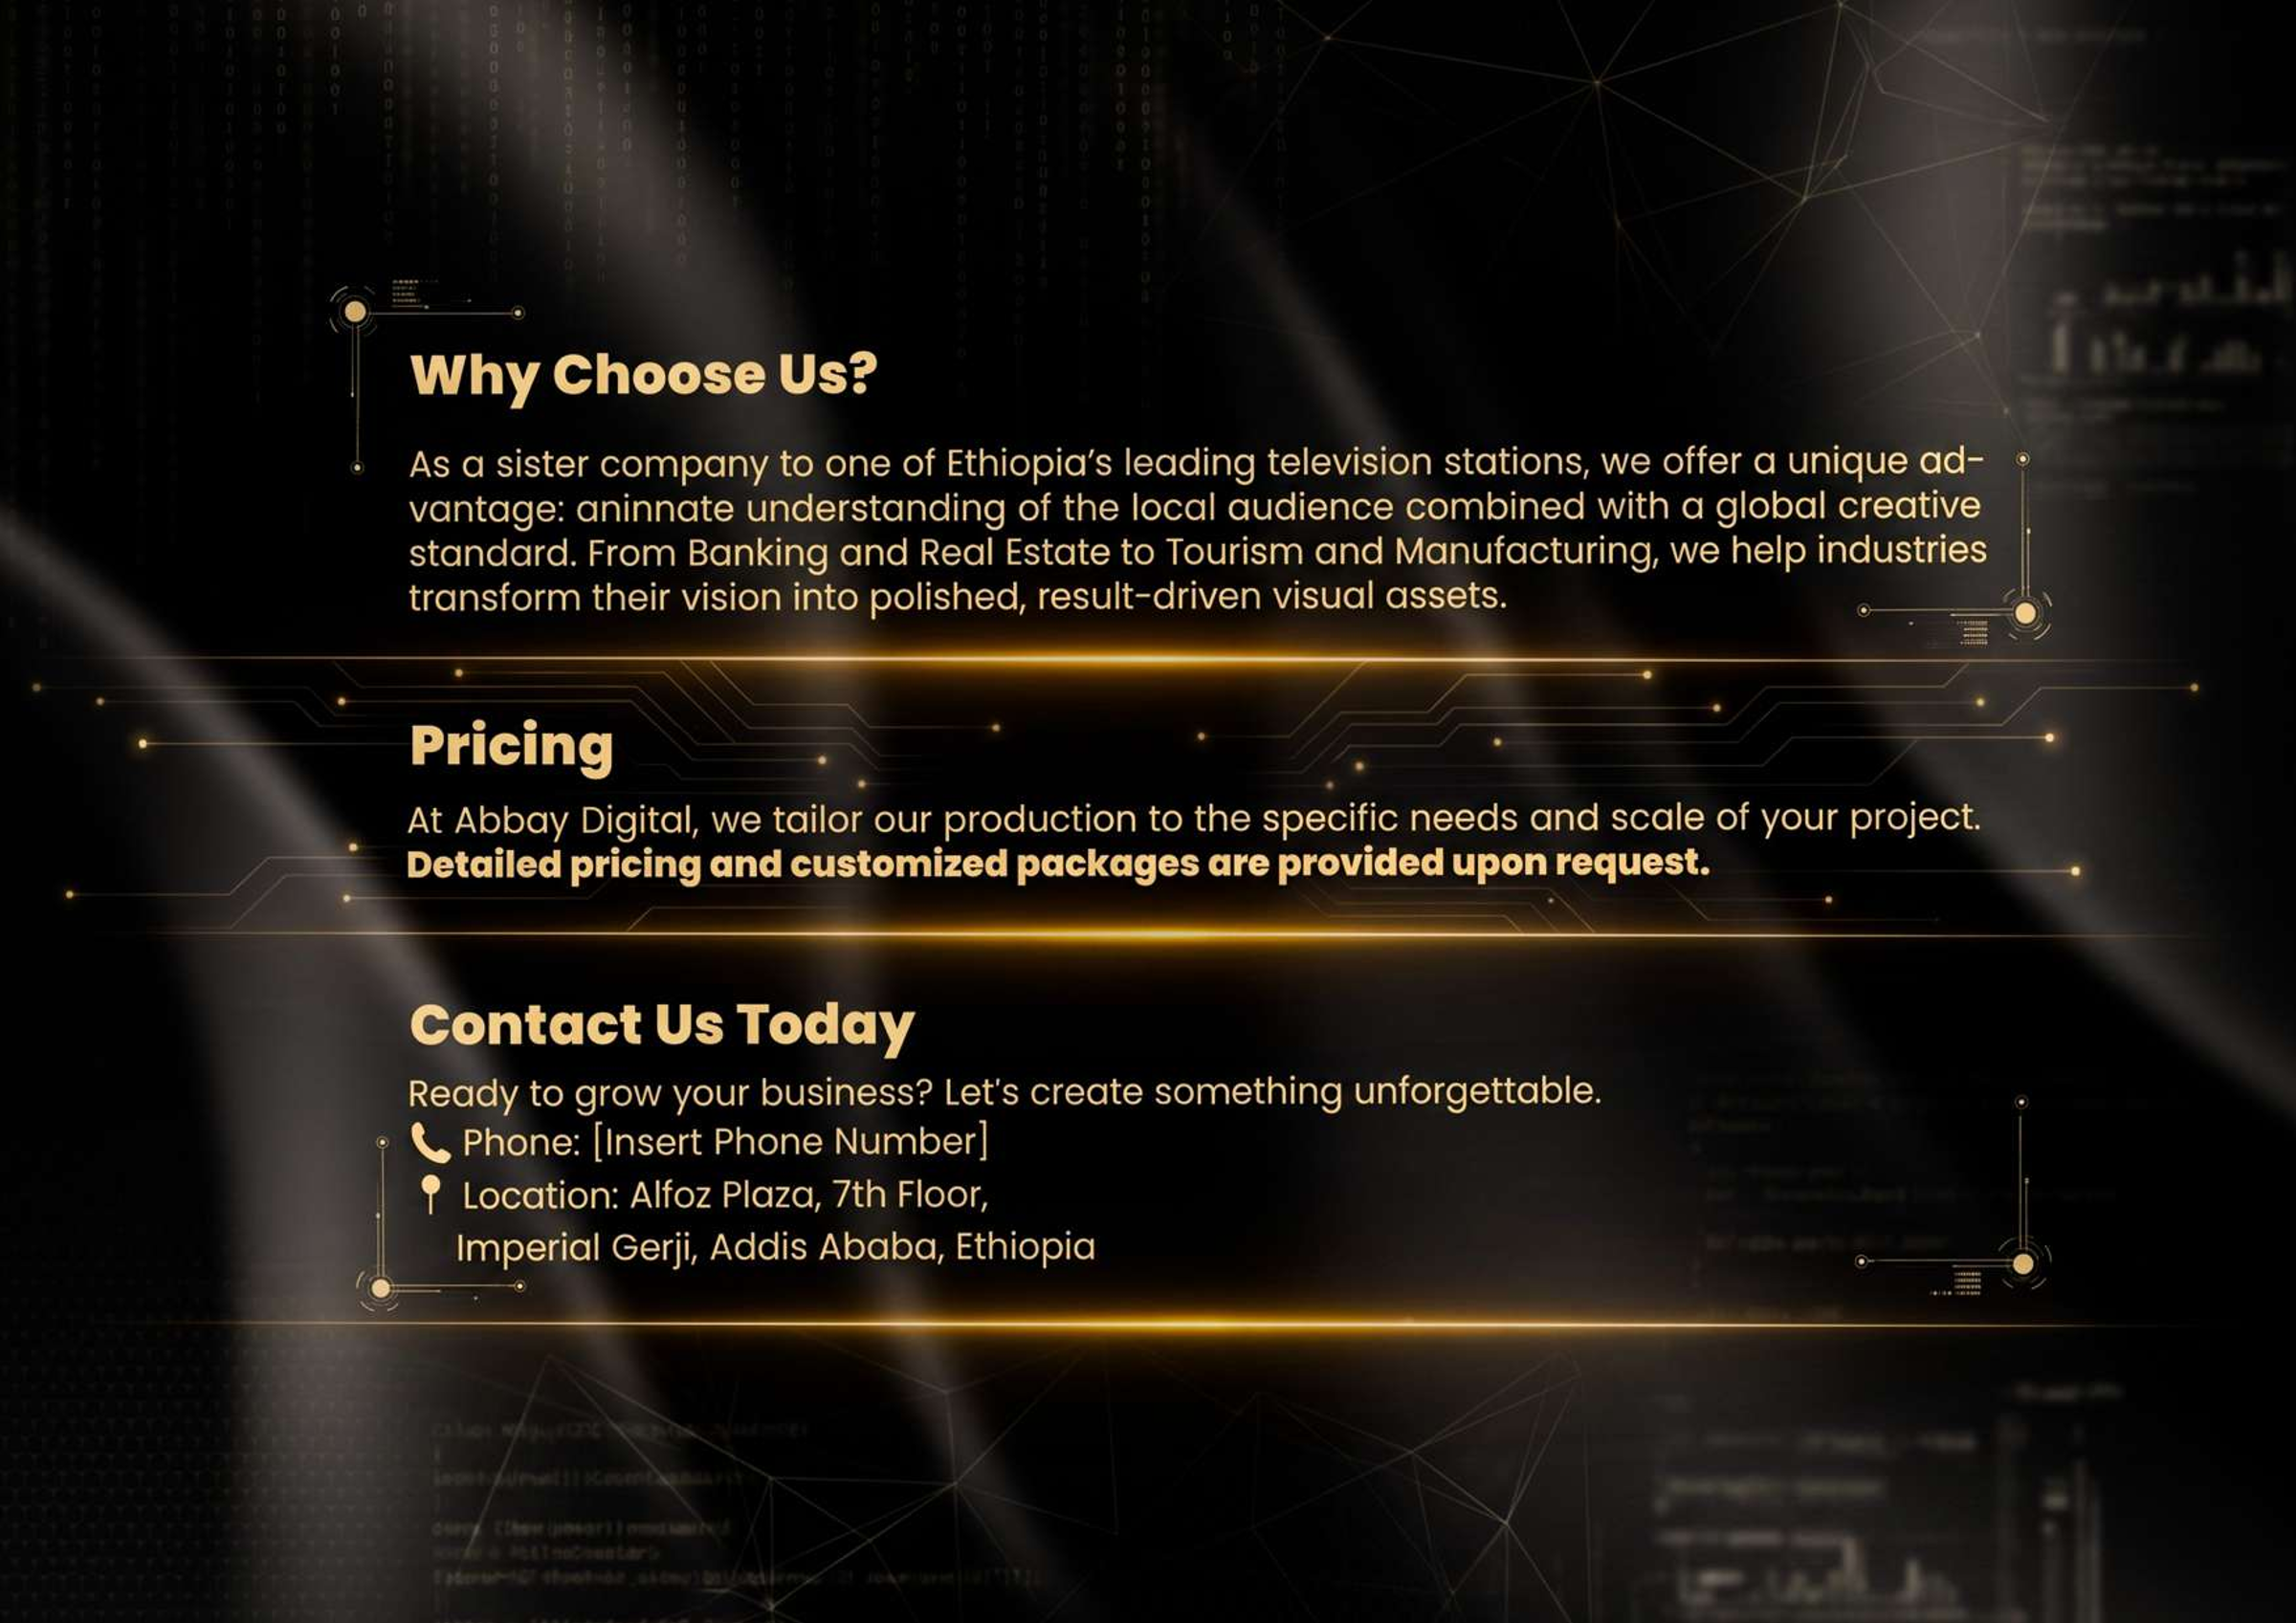 Why Choose Us?
As a sister company to one of Ethiopia's leading television stations, we offer a unique ad-
vantage: aninnate understanding of the local audience combined with a global creative
standard. From Banking and Real Estate to Tourism and Manufacturing, we help industries
transform their vision into polished, result-driven visual assets.
Pricing
At Abbay Digital, we tailor our production to the specific needs and scale of your project.
Detailed pricing and customized packages are provided upon request.
Contact Us Today
Ready to grow your business? Let's create something unforgettable.
Phone: [Insert Phone Number]
Location: Alfoz Plaza, 7th Floor,
Imperial Gerji, Addis Ababa, Ethiopia